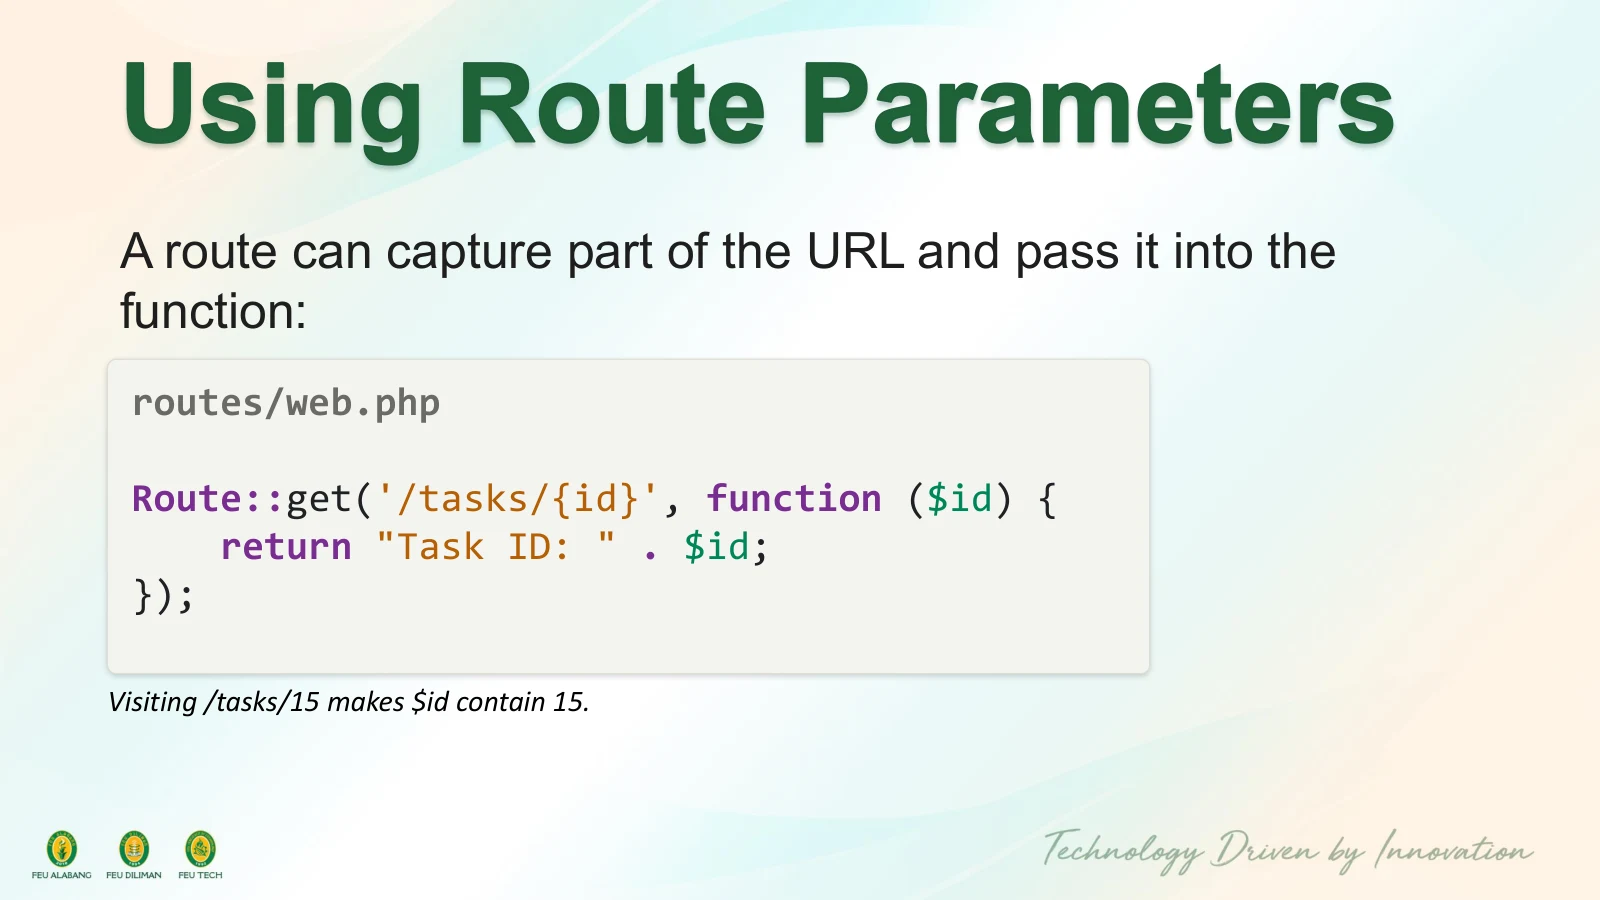 Using Route Parameters
A route can capture part of the URL and pass it into the
function:
routes/web.php
Route::get('/tasks/{id}', function ($id) {
    return "Task ID: " . $id;
});
Visiting /tasks/15 makes $id contain 15.
FEU ALABANG
FEU DILIMAN
FEU TECH
Technology Driven by Innovation